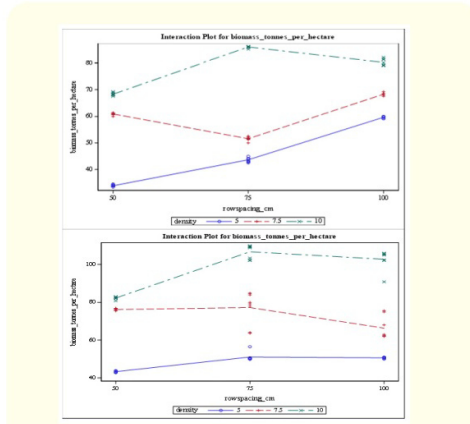 Interaction Plot for biomass_tonnes_per_hectare
biomass_tonnes_per_hectare
80
70
60
50
40
50
75
100
rowspacing_cm
density 5 7.5 10
Interaction Plot for biomass_tonnes_per_hectare
biomass_tonnes_per_hectare
100
80
60
40
50
75
100
rowspacing_cm
density 5 7.5 10